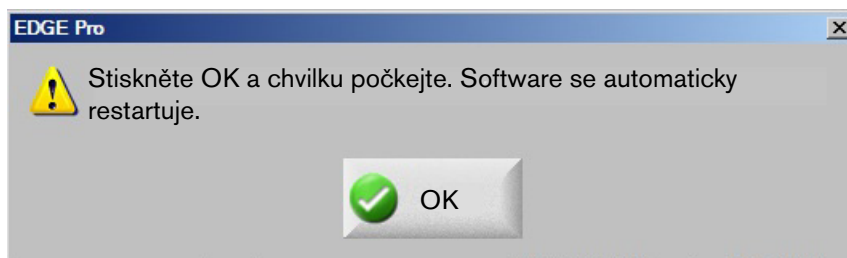 EDGE Pro
Stiskněte OK a chvilku počkejte. Software se automaticky
restartuje.
OK